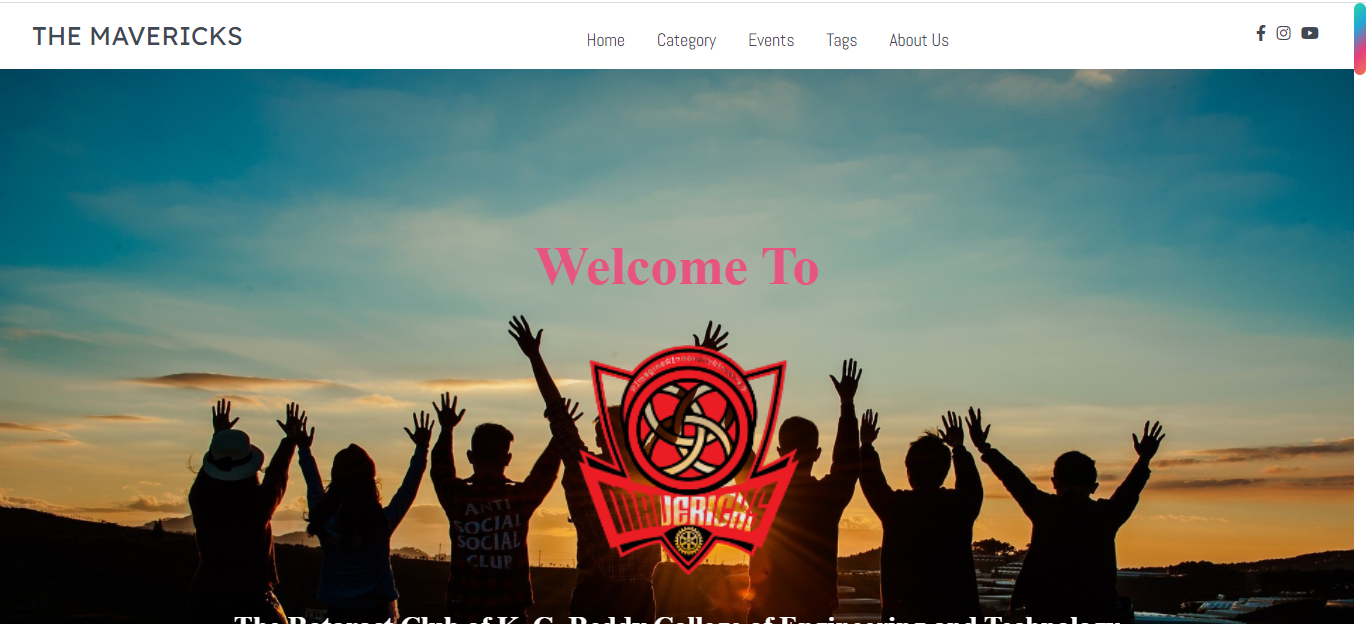 THE MAVERICKS
Home Category Events Tags About Us
Welcome To
MAVERICKS
ANTI
SOCIAL
SOCIAL
CLUB
The Rotaract Club of K. G. Reddy College of Engineering and Technology